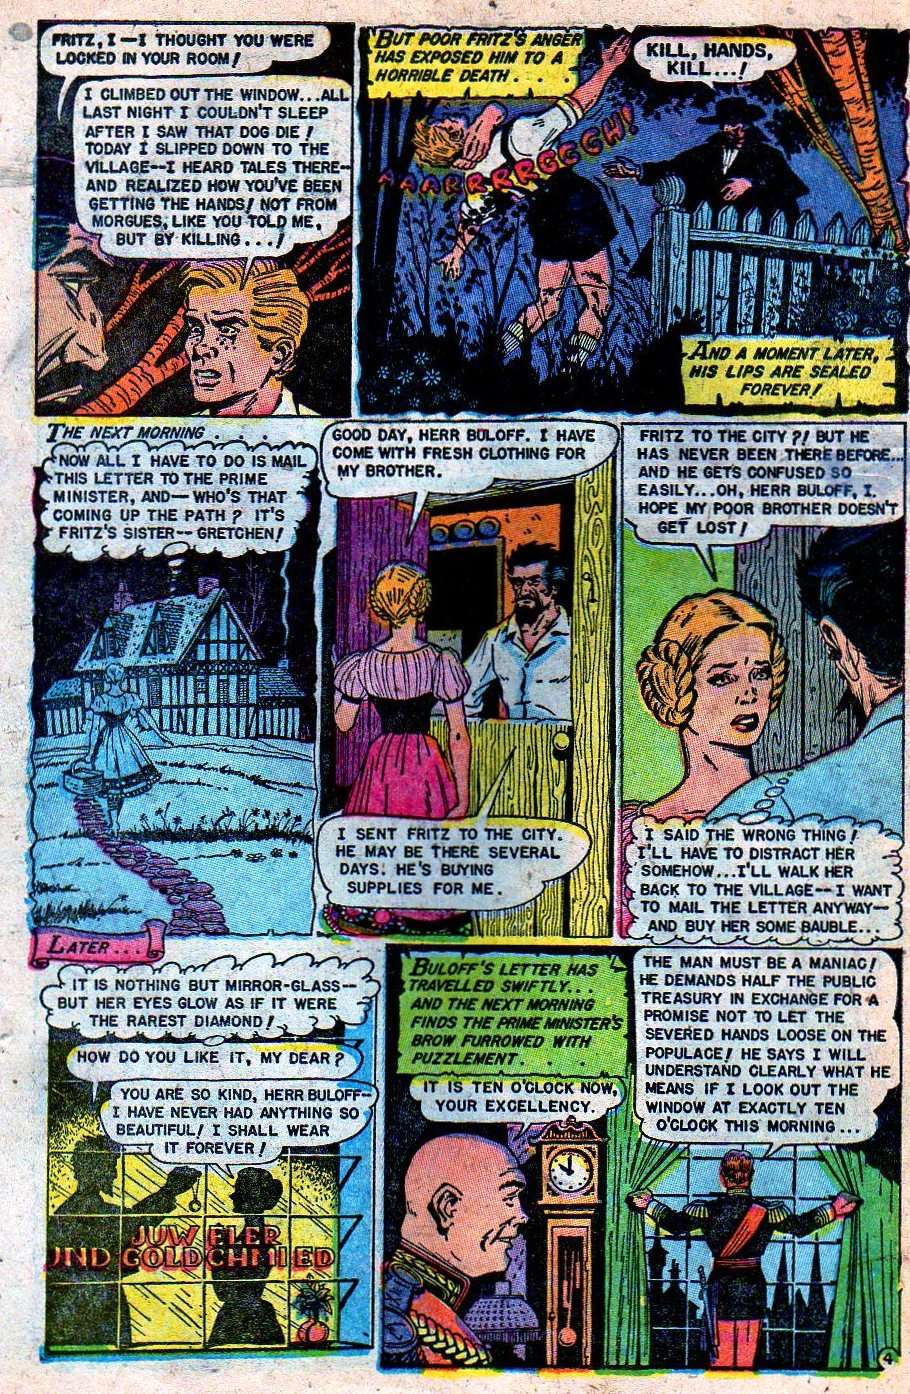 FRITZ, I—I THOUGHT YOU WERE
LOCKED IN YOUR ROOM!
I CLIMBED OUT THE WINDOW...ALL
LAST NIGHT I COULDN'T SLEEP
AFTER I SAW THAT DOG DIE!
TODAY I SLIPPED DOWN TO THE
VILLAGE--I HEARD TALES THERE--
AND REALIZED HOW YOU'VE BEEN
GETTING THE HANDS! NOT FROM
MORGUES, LIKE YOU TOLD ME,
BUT BY KILLING...!
BUT POOR FRITZ'S ANGER
HAS EXPOSED HIM TO A
HORRIBLE DEATH . . . .
KILL, HANDS,
KILL...!
AAARRRRGGGGH!
AND A MOMENT LATER,
HIS LIPS ARE SEALED
FOREVER!
THE NEXT MORNING . . . . .
NOW ALL I HAVE TO DO IS MAIL
THIS LETTER TO THE PRIME
MINISTER, AND--WHO'S THAT
COMING UP THE PATH? IT'S
FRITZ'S SISTER--GRETCHEN!
GOOD DAY, HERR BULOFF. I HAVE
COME WITH FRESH CLOTHING FOR
MY BROTHER.
I SENT FRITZ TO THE CITY.
HE MAY BE THERE SEVERAL
DAYS. HE'S BUYING
SUPPLIES FOR ME.
FRITZ TO THE CITY?! BUT HE
HAS NEVER BEEN THERE BEFORE...
AND HE GETS CONFUSED SO
EASILY...OH, HERR BULOFF, I
HOPE MY POOR BROTHER DOESN'T
GET LOST!
I SAID THE WRONG THING!
I'LL HAVE TO DISTRACT HER
SOMEHOW...I'LL WALK HER
BACK TO THE VILLAGE--I WANT
TO MAIL THE LETTER ANYWAY--
AND BUY HER SOME BAUBLE...
LATER...
IT IS NOTHING BUT MIRROR-GLASS--
BUT HER EYES GLOW AS IF IT WERE
THE RAREST DIAMOND!
HOW DO YOU LIKE IT, MY DEAR?
YOU ARE SO KIND, HERR BULOFF--
I HAVE NEVER HAD ANYTHING SO
BEAUTIFUL! I SHALL WEAR
IT FOREVER!
JUWELER
UND GOLDCHMIED
BULOFF'S LETTER HAS
TRAVELLED SWIFTLY...
AND THE NEXT MORNING
FINDS THE PRIME MINISTER'S
BROW FURROWED WITH
PUZZLEMENT. . . . .
IT IS TEN O'CLOCK NOW,
YOUR EXCELLENCY.
THE MAN MUST BE A MANIAC!
HE DEMANDS HALF THE PUBLIC
TREASURY IN EXCHANGE FOR A
PROMISE NOT TO LET THE
SEVERED HANDS LOOSE ON THE
POPULACE! HE SAYS I WILL
UNDERSTAND CLEARLY WHAT HE
MEANS IF I LOOK OUT THE
WINDOW AT EXACTLY TEN
O'CLOCK THIS MORNING...
4